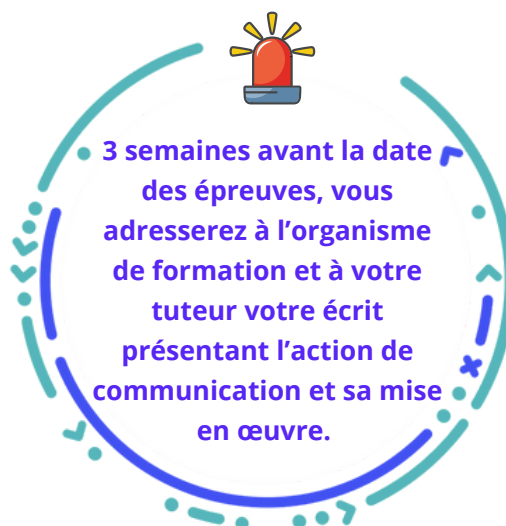 3 semaines avant la date
des épreuves, vous
adresserez à l’organisme
de formation et à votre
tuteur votre écrit
présentant l’action de
communication et sa mise
en œuvre.